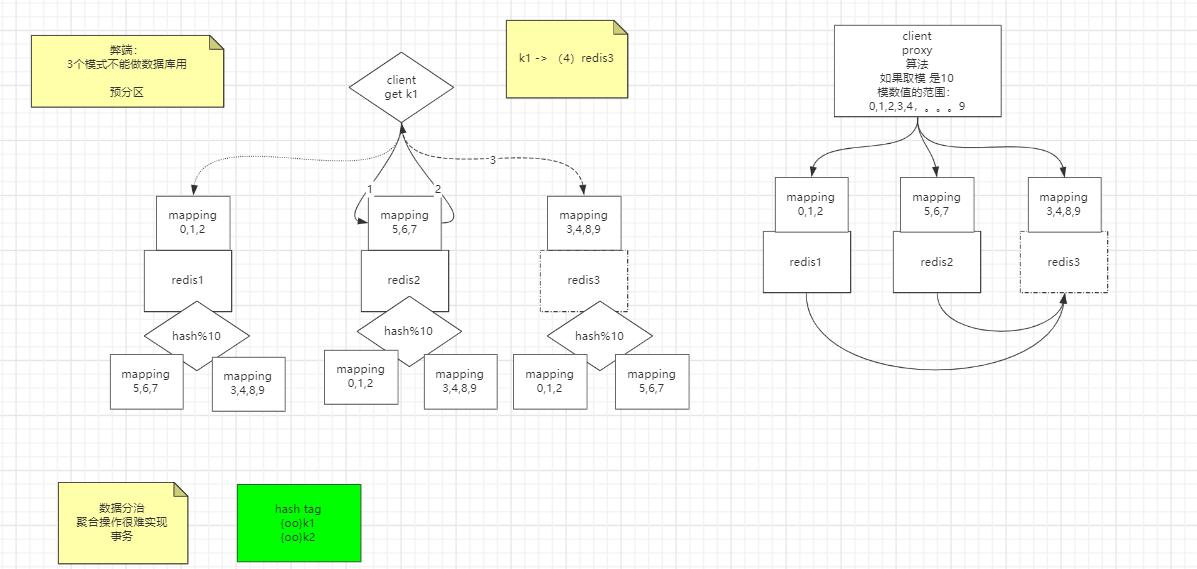 弊端：
3个模式不能做数据库用
预分区
client
get k1
k1 -> （4）redis3
client
proxy
算法
如果取模 是10
模数值的范围：
0,1,2,3,4，。。。9
1
2
3
mapping
0,1,2
mapping
5,6,7
mapping
3,4,8,9
redis1
redis2
redis3
hash%10
hash%10
hash%10
mapping
5,6,7
mapping
3,4,8,9
mapping
0,1,2
mapping
3,4,8,9
mapping
0,1,2
mapping
5,6,7
mapping
0,1,2
mapping
5,6,7
mapping
3,4,8,9
redis1
redis2
redis3
数据分治
聚合操作很难实现
事务
hash tag
{oo}k1
{oo}k2